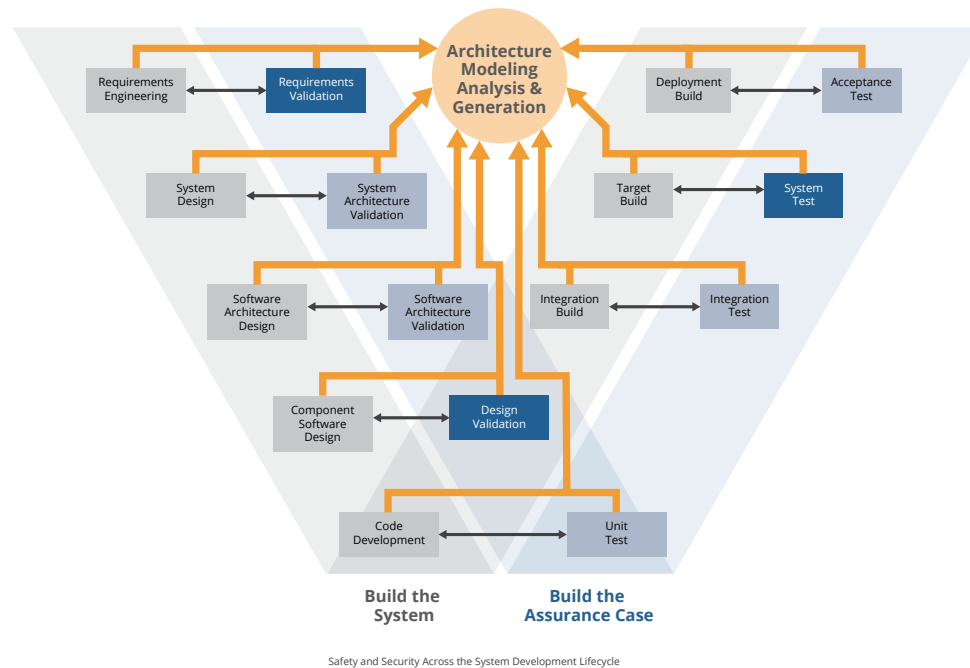 Architecture
Modeling
Analysis &
Generation
Requirements
Engineering
Requirements
Validation
Deployment
Build
Acceptance
Test
System
Design
System
Architecture
Validation
Target
Build
System
Test
Software
Architecture
Design
Software
Architecture
Validation
Integration
Build
Integration
Test
Component
Software
Design
Design
Validation
Code
Development
Unit
Test
Build the
System
Build the
Assurance Case
Safety and Security Across the System Development Lifecycle